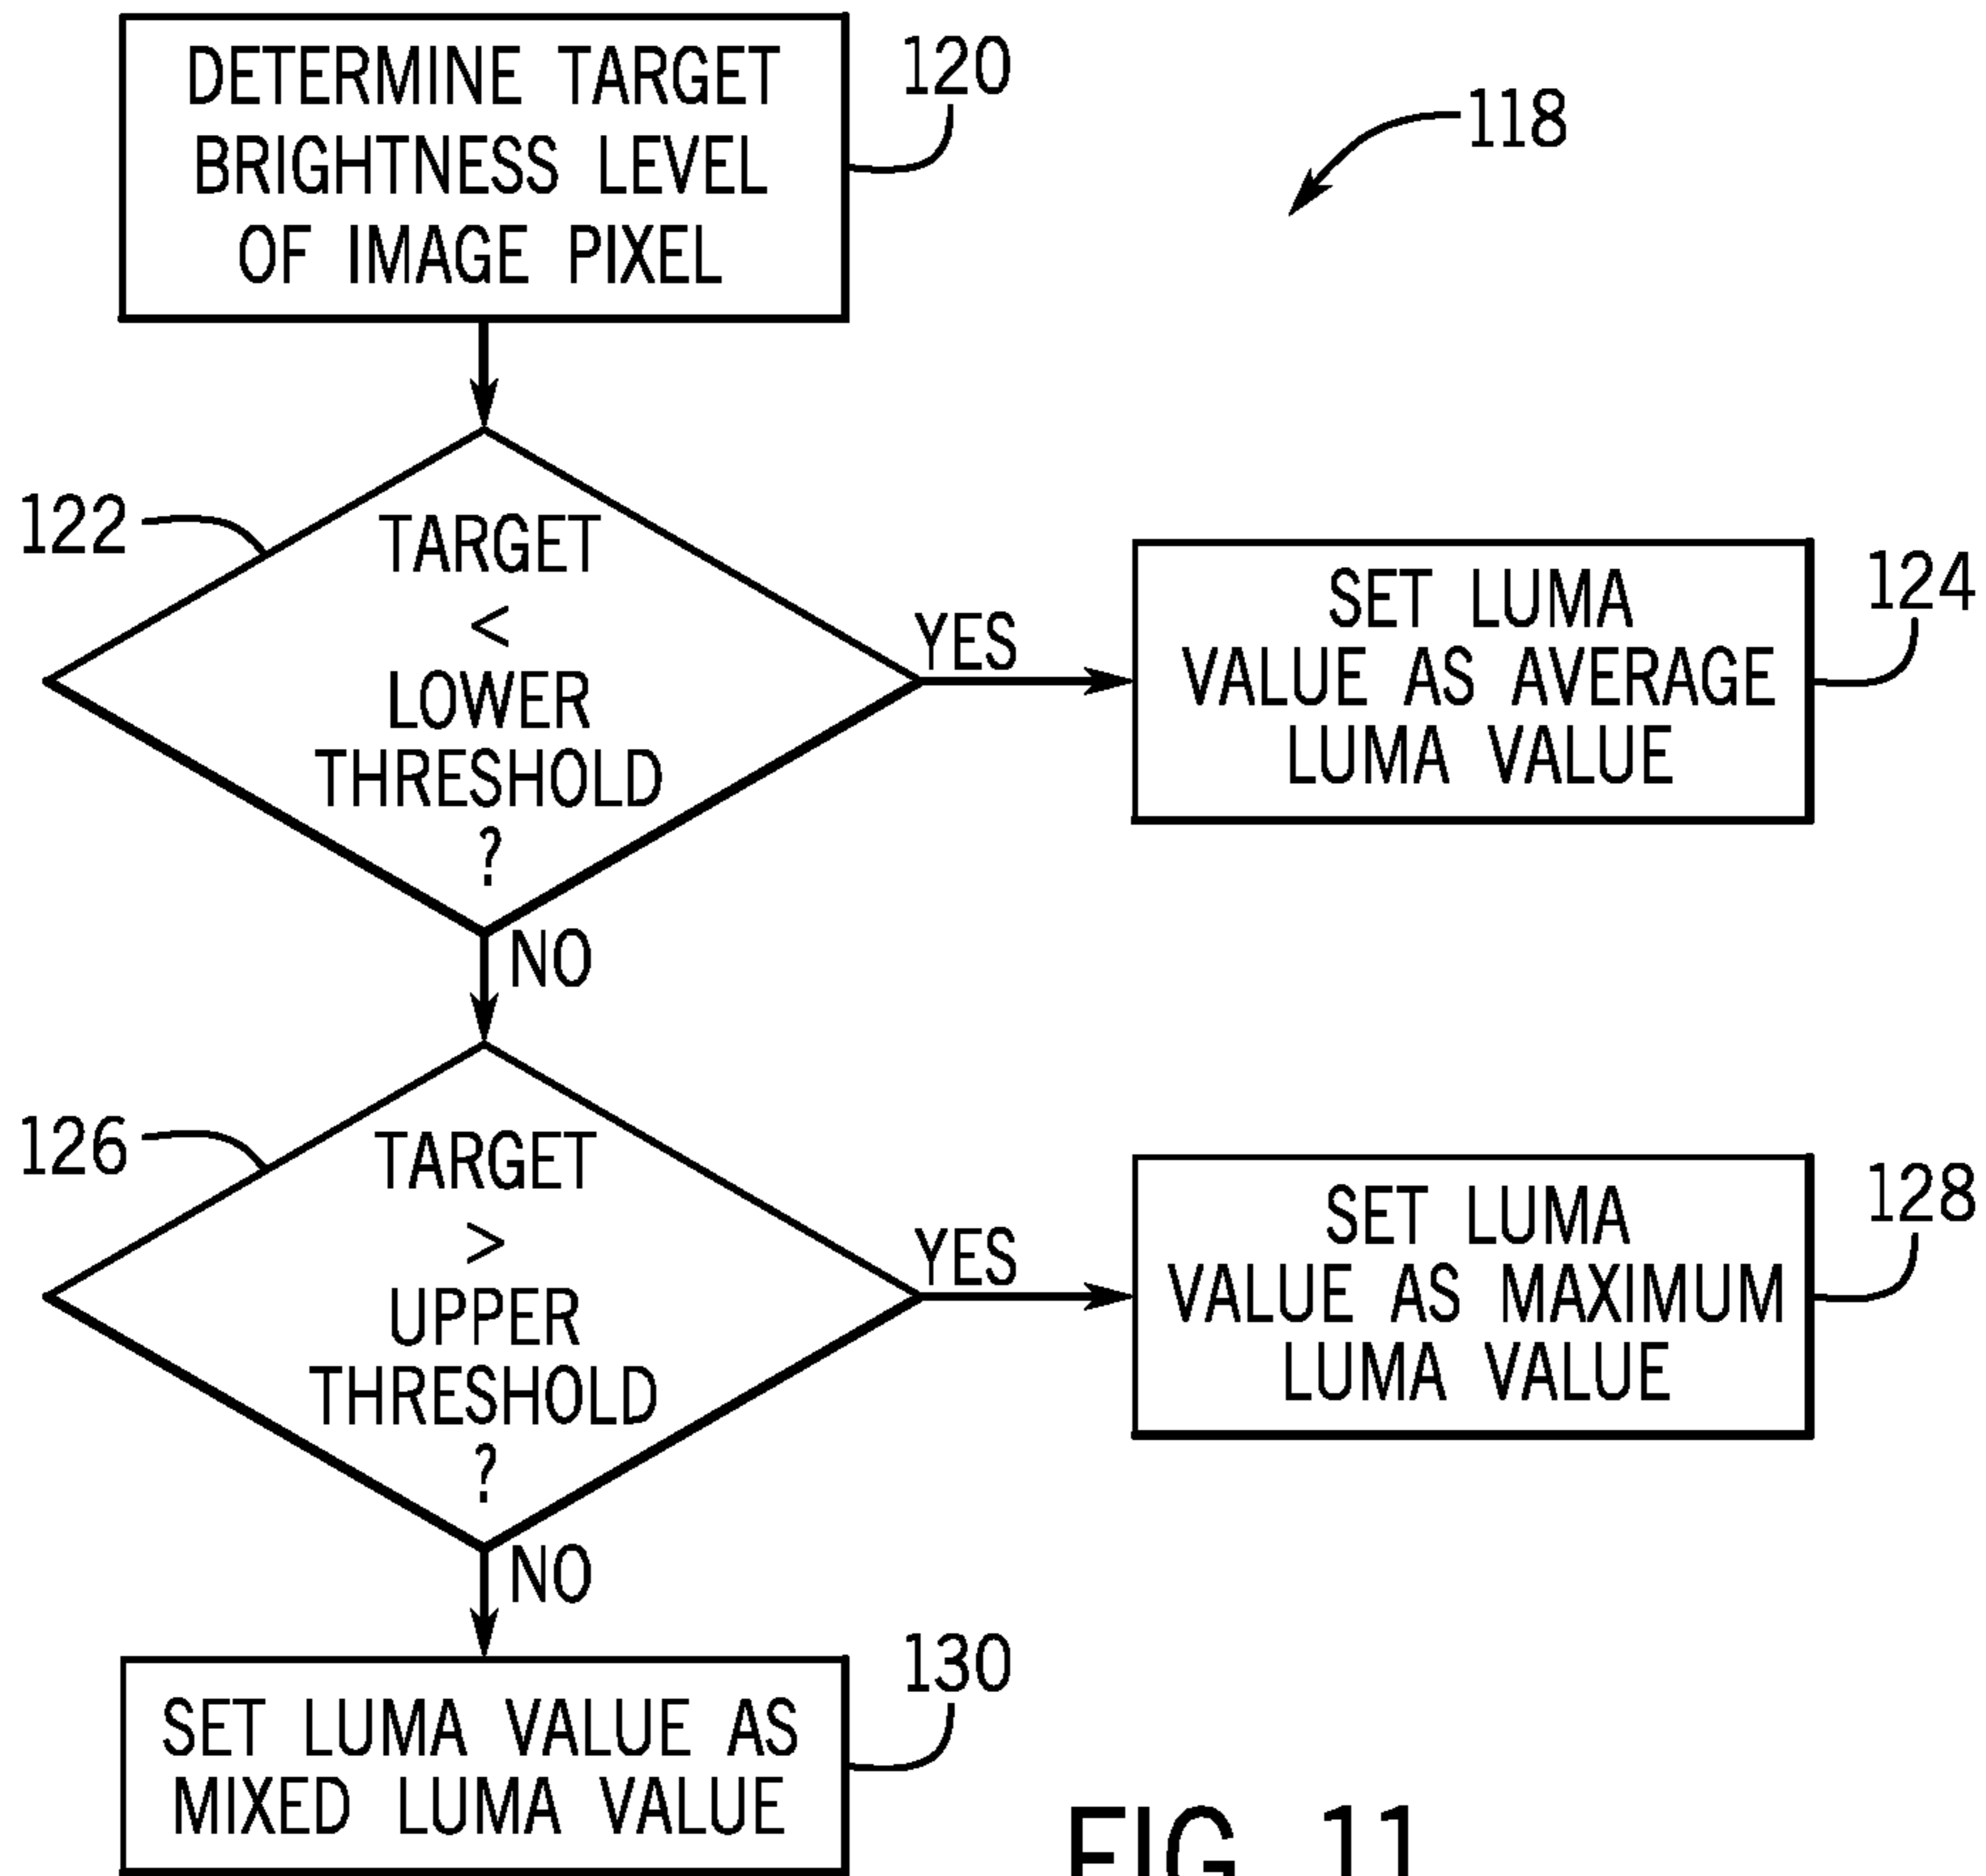 DETERMINE TARGET
BRIGHTNESS LEVEL
OF IMAGE PIXEL
120
118
122
TARGET
<
LOWER
THRESHOLD
?
YES
SET LUMA
VALUE AS AVERAGE
LUMA VALUE
124
NO
126
TARGET
>
UPPER
THRESHOLD
?
YES
SET LUMA
VALUE AS MAXIMUM
LUMA VALUE
128
NO
SET LUMA VALUE AS
MIXED LUMA VALUE
130
FIG. 11